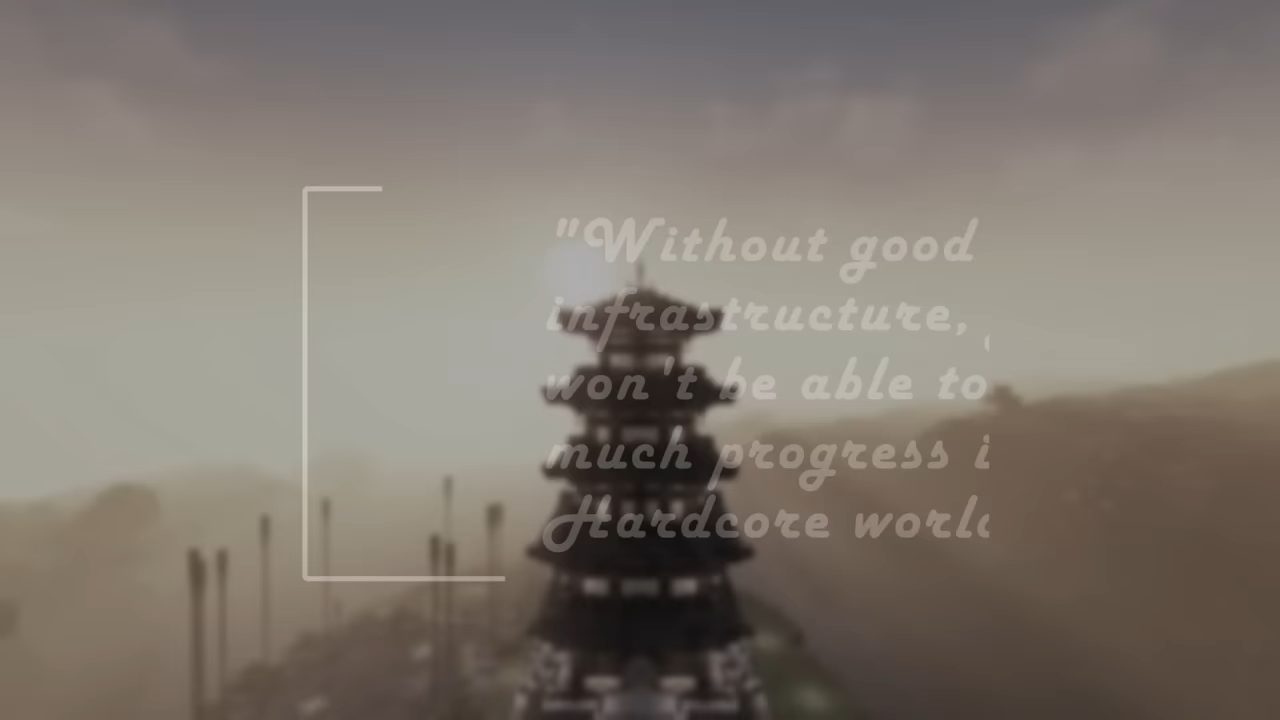 "Without good
infrastructure,
won't be able to
much progress
Hardcore